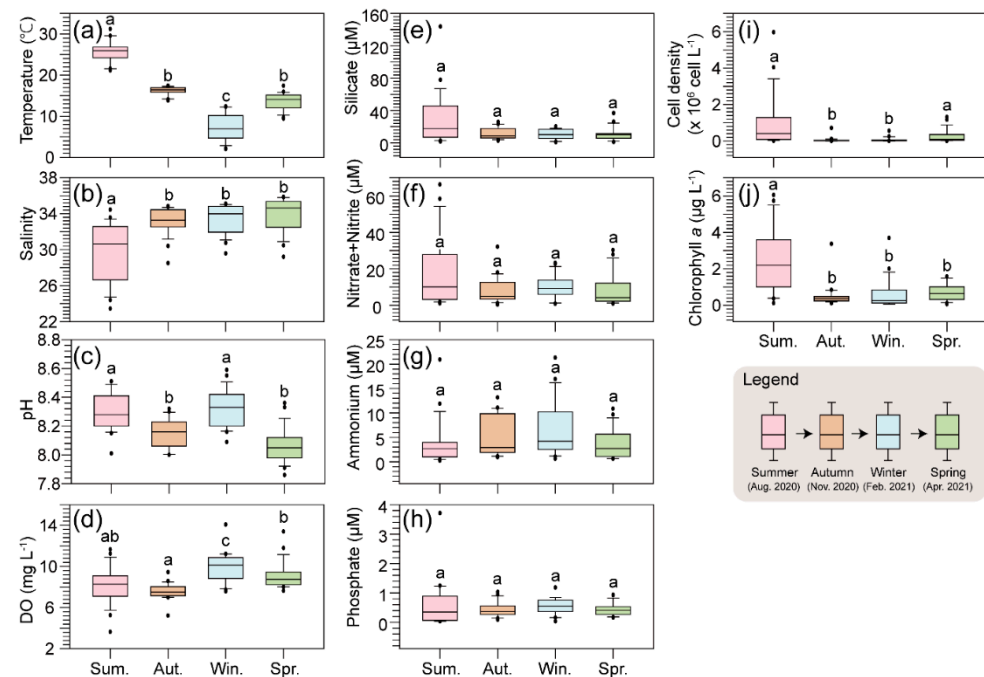 (a)
Temperature (℃)
30
20
10
0
a
b
c
b
(b)
Salinity
38
34
30
26
22
a
b
b
b
(c)
pH
8.6
8.4
8.2
8.0
7.8
a
b
a
b
(d)
DO (mg L-1)
14
10
6
2
ab
a
c
b
Sum. Aut. Win. Spr.
(e)
Silicate (µM)
160
120
80
40
0
a
a
a
a
(f)
Nitrrate+Nitrite (µM)
60
40
20
0
a
a
a
a
(g)
Ammonium (µM)
25
20
15
10
5
0
a
a
a
a
(h)
Phosphate (µM)
4
3
2
1
0
a
a
a
a
Sum. Aut. Win. Spr.
(i)
Cell density
(x 10⁶ cell L-1)
6
4
2
0
a
b
b
a
(j)
Chlorophyll a (µg L-1)
6
4
2
0
a
b
b
b
Sum. Aut. Win. Spr.
Legend
Summer Autumn Winter Spring
(Aug. 2020) (Nov. 2020) (Feb. 2021) (Apr. 2021)